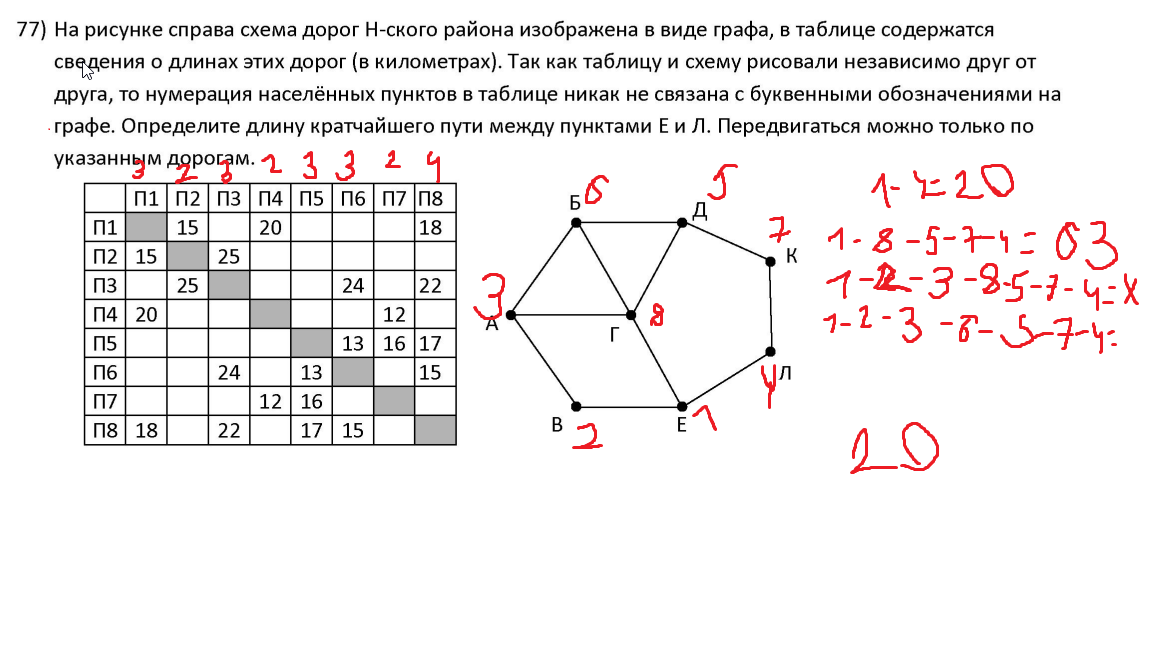 77) На рисунке справа схема дорог Н-ского района изображена в виде графа, в таблице содержатся
сведения о длинах этих дорог (в километрах). Так как таблицу и схему рисовали независимо друг от
друга, то нумерация населённых пунктов в таблице никак не связана с буквенными обозначениями на
графе. Определите длину кратчайшего пути между пунктами Е и Л. Передвигаться можно только по
указанным дорогам.
3 2 3 2 3 3 2 4
П1 П2 П3 П4 П5 П6 П7 П8
П1 15 20 18
П2 15 25
П3 25 24 22
П4 20 12
П5 13 16 17
П6 24 13 15
П7 12 16
П8 18 22 17 15
Б 6
Д 5
К 7
А 3
Г 8
Л 4
В 2
Е 1
1-4=20
1-8-5-7-4=63
1-2-3-8-5-7-4=X
1-2-3-6-5-7-4=
20